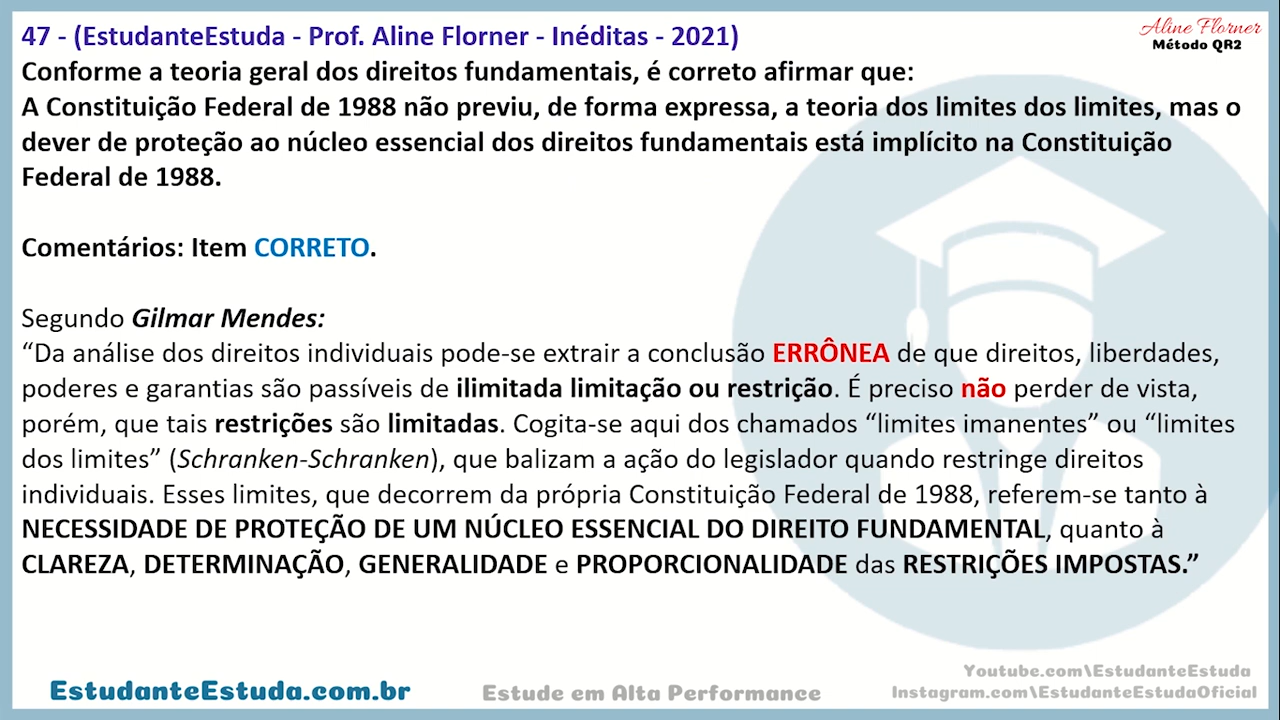 47 - (EstudanteEstuda - Prof. Aline Florner - Inéditas - 2021)
Aline Florner
Método QR2
Conforme a teoria geral dos direitos fundamentais, é correto afirmar que:
A Constituição Federal de 1988 não previu, de forma expressa, a teoria dos limites dos limites, mas o
dever de proteção ao núcleo essencial dos direitos fundamentais está implícito na Constituição
Federal de 1988.
Comentários: Item CORRETO.
Segundo Gilmar Mendes:
“Da análise dos direitos individuais pode-se extrair a conclusão ERRÔNEA de que direitos, liberdades,
poderes e garantias são passíveis de ilimitada limitação ou restrição. É preciso não perder de vista,
porém, que tais restrições são limitadas. Cogita-se aqui dos chamados “limites imanentes” ou “limites
dos limites” (Schranken-Schranken), que balizam a ação do legislador quando restringe direitos
individuais. Esses limites, que decorrem da própria Constituição Federal de 1988, referem-se tanto à
NECESSIDADE DE PROTEÇÃO DE UM NÚCLEO ESSENCIAL DO DIREITO FUNDAMENTAL, quanto à
CLAREZA, DETERMINAÇÃO, GENERALIDADE e PROPORCIONALIDADE das RESTRIÇÕES IMPOSTAS.”
EstudanteEstuda.com.br
Estude em Alta Performance
Youtube.com\EstudanteEstuda
Instagram.com\EstudanteEstudaOficial